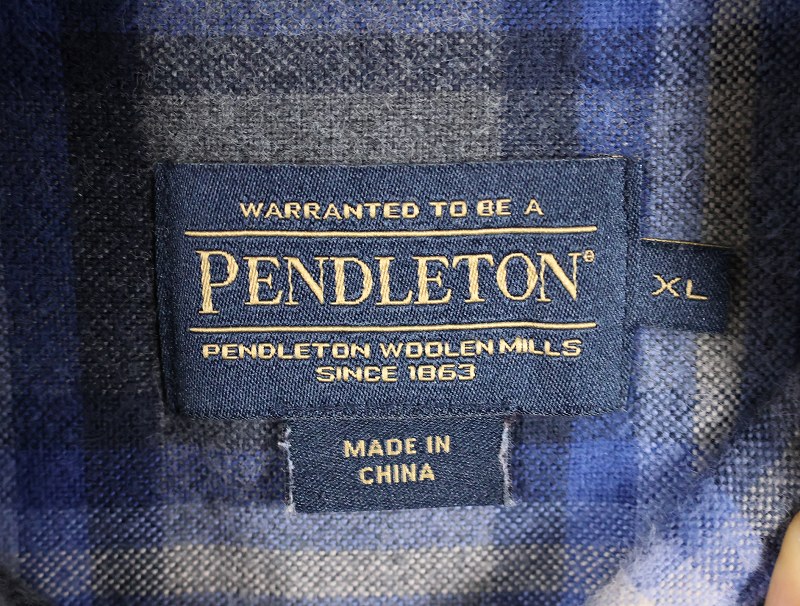 WARRANTED TO BE A
PENDLETON®
XL
PENDLETON WOOLEN MILLS
SINCE 1863
MADE IN
CHINA